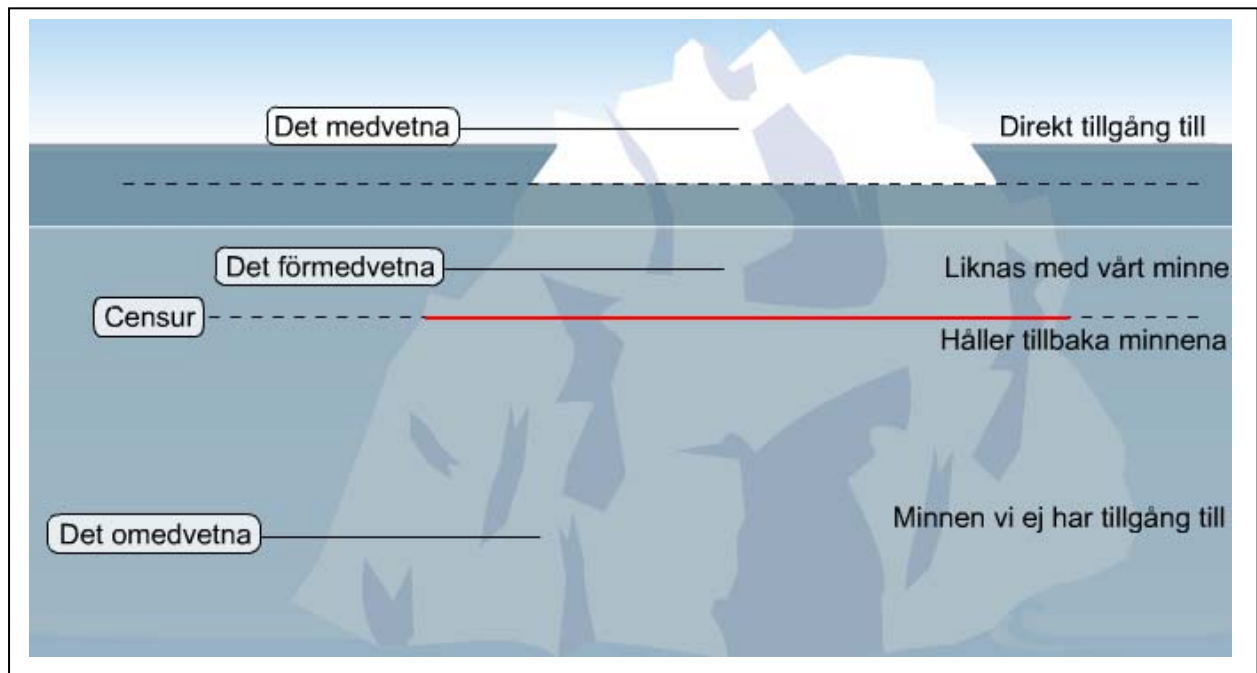 Det medvetna
Direkt tillgång till
Det förmedvetna
Liknas med vårt minne
Censur
Håller tillbaka minnena
Minnen vi ej har tillgång till
Det omedvetna